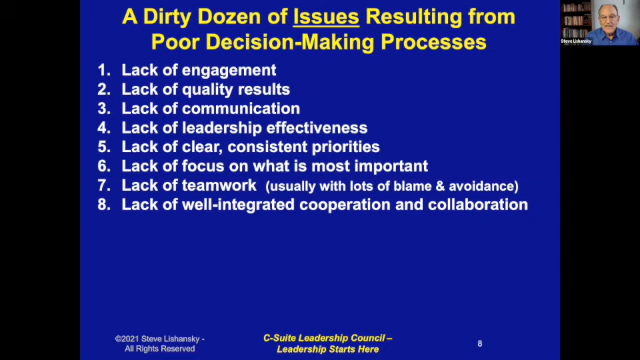 A Dirty Dozen of Issues Resulting from
Poor Decision-Making Processes
Steve Lishansky
1. Lack of engagement
2. Lack of quality results
3. Lack of communication
4. Lack of leadership effectiveness
5. Lack of clear, consistent priorities
6. Lack of focus on what is most important
7. Lack of teamwork (usually with lots of blame & avoidance)
8. Lack of well-integrated cooperation and collaboration
©2021 Steve Lishansky -
All Rights Reserved
C-Suite Leadership Council –
Leadership Starts Here
8